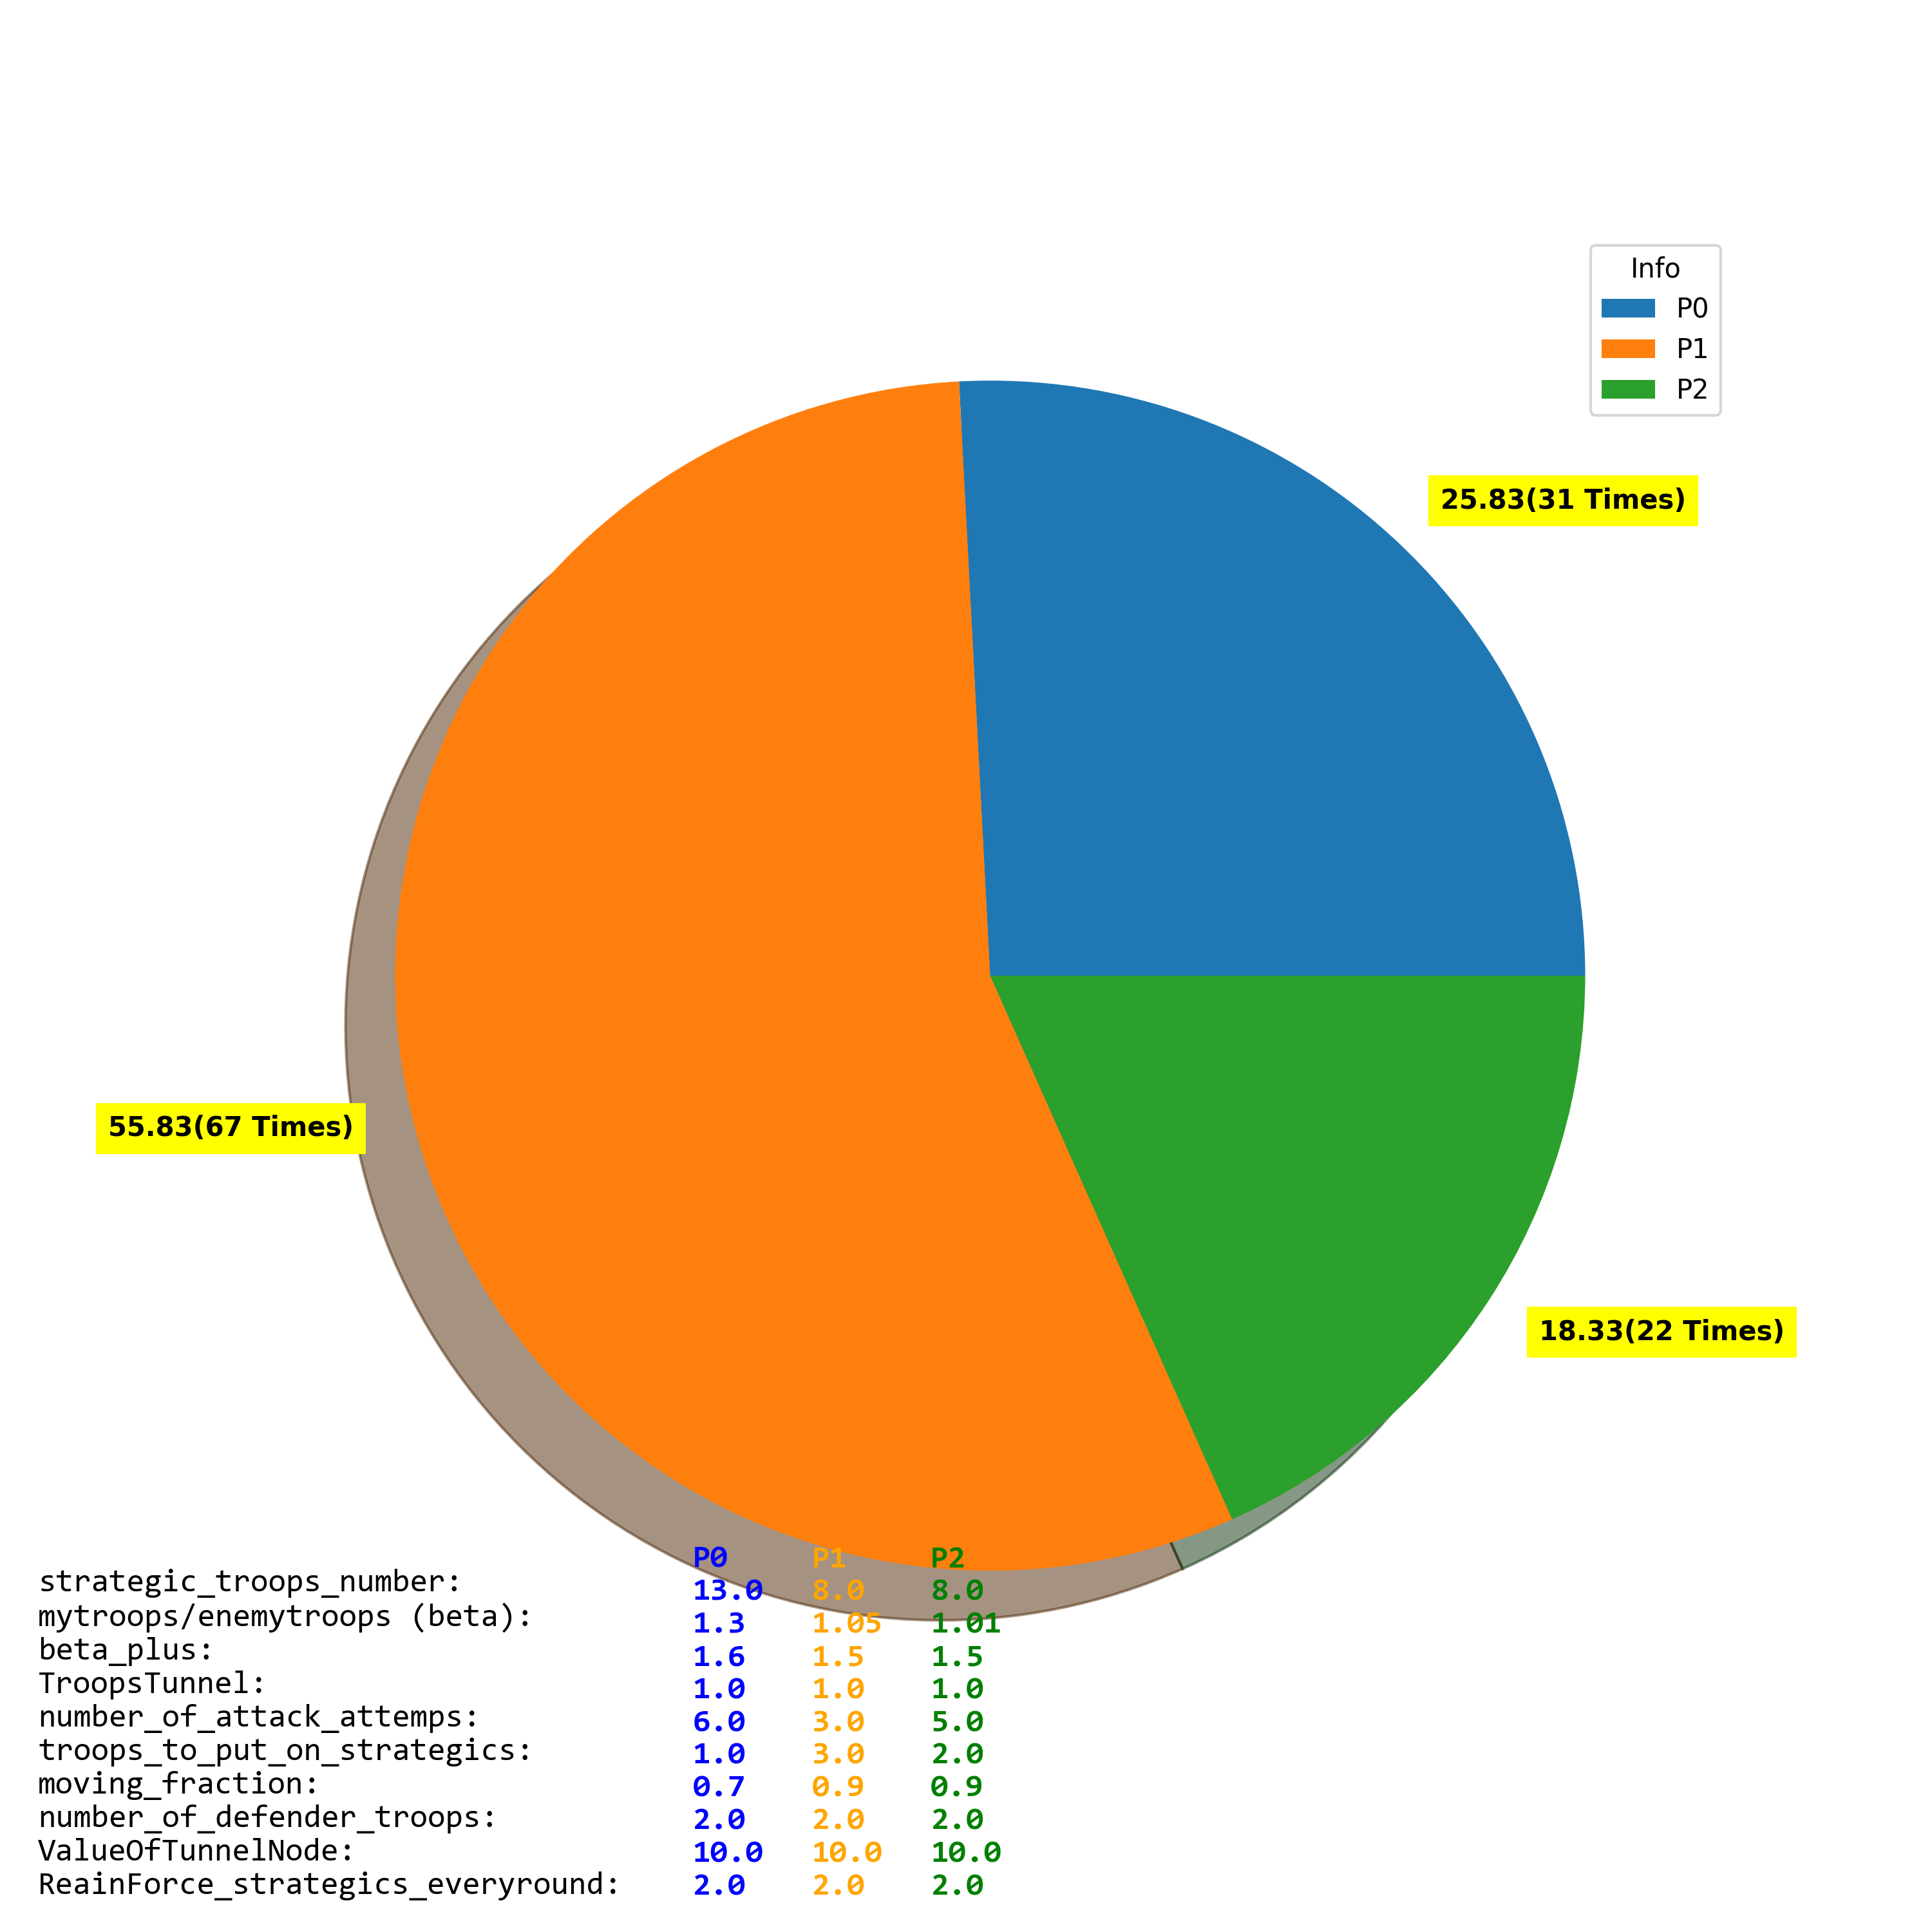 Info
P0
P1
P2
25.83(31 Times)
55.83(67 Times)
18.33(22 Times)
P0 P1 P2
strategic_troops_number: 13.0 8.0 8.0
mytroops/enemytroops (beta): 1.3 1.05 1.01
beta_plus: 1.6 1.5 1.5
TroopsTunnel: 1.0 1.0 1.0
number_of_attack_attemps: 6.0 3.0 5.0
troops_to_put_on_strategics: 1.0 3.0 2.0
moving_fraction: 0.7 0.9 0.9
number_of_defender_troops: 2.0 2.0 2.0
ValueOfTunnelNode: 10.0 10.0 10.0
ReainForce_strategics_everyround: 2.0 2.0 2.0